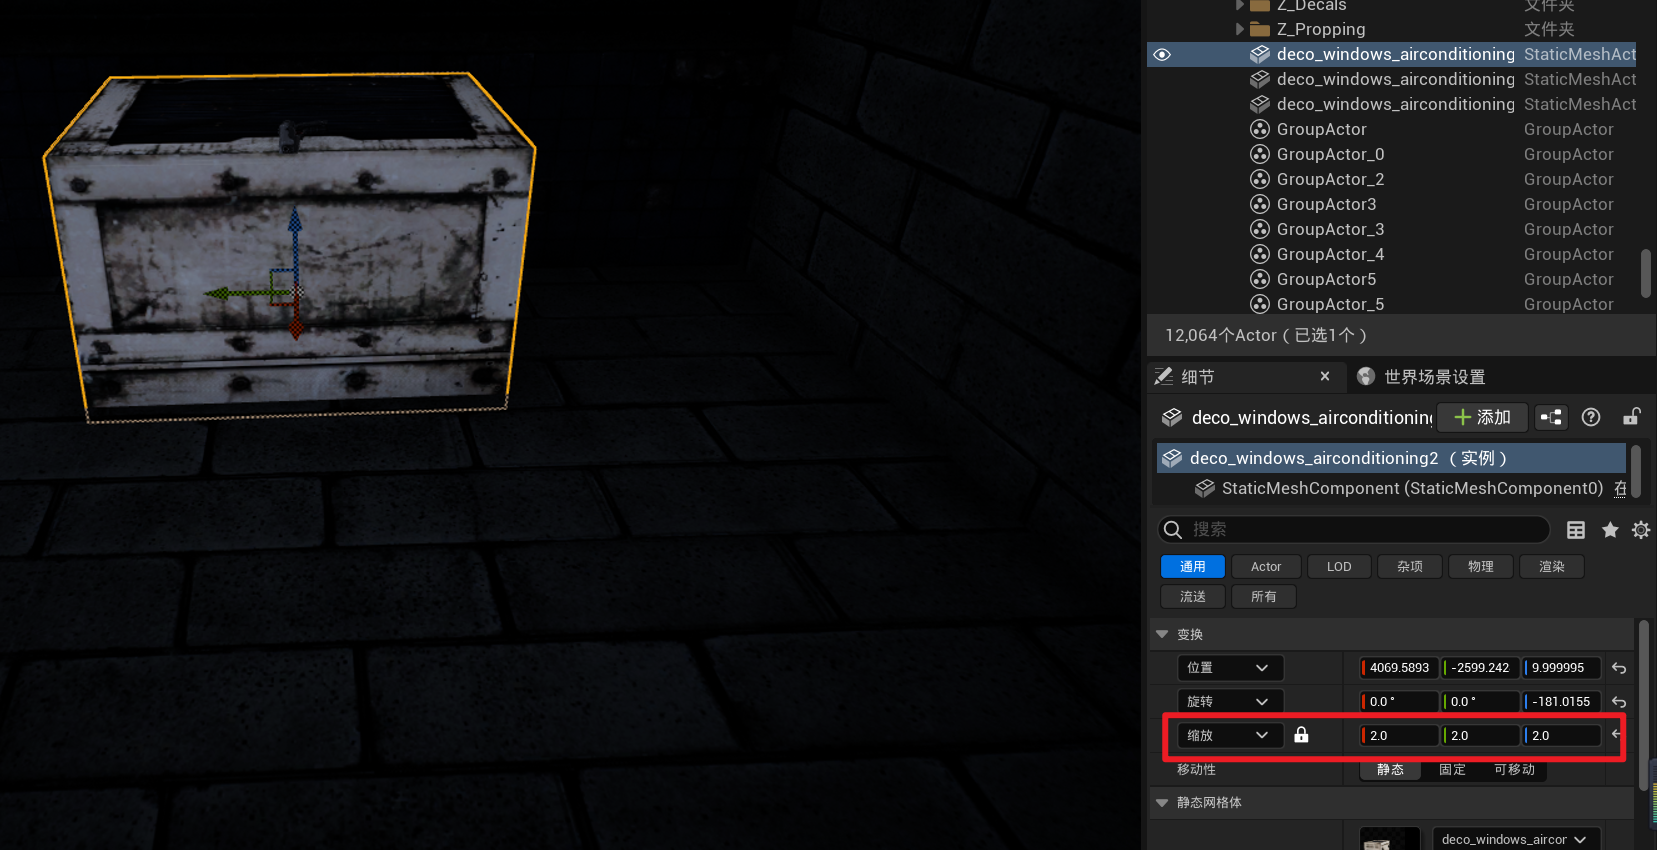 Z_Decals 文件夹
Z_Propping 文件夹
deco_windows_airconditioning StaticMeshAct
deco_windows_airconditioning StaticMeshAct
deco_windows_airconditioning StaticMeshAct
GroupActor GroupActor
GroupActor_0 GroupActor
GroupActor_2 GroupActor
GroupActor3 GroupActor
GroupActor_3 GroupActor
GroupActor_4 GroupActor
GroupActor5 GroupActor
GroupActor_5 GroupActor
12,064个Actor（已选1个）
细节 × 世界场景设置
deco_windows_airconditioning 添加
deco_windows_airconditioning2 （实例）
StaticMeshComponent (StaticMeshComponent0) 在
搜索
通用 Actor LOD 杂项 物理 渲染
流送 所有
变换
位置 4069.5893 -2599.242 9.999995
旋转 0.0 ° 0.0 ° -181.0155
缩放 2.0 2.0 2.0
移动性 静态 固定 可移动
静态网格体
deco_windows_aircor